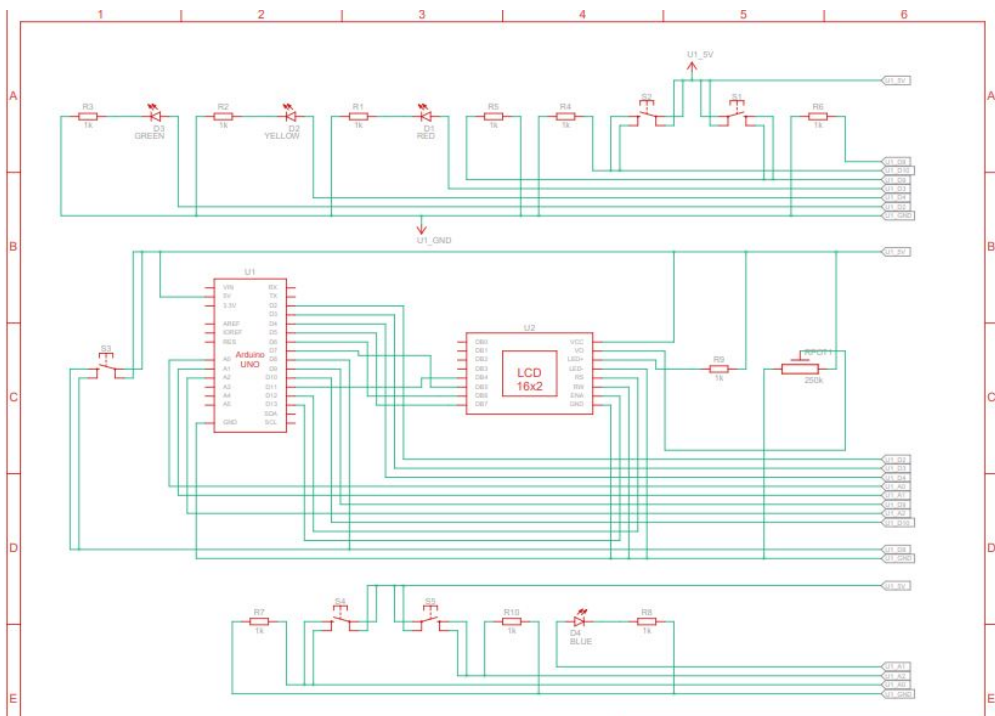 1 2 3 4 5 6
A A
U1_5V
U1_5V
S2 S1
R3 R2 R1 R5 R4 R6
1k 1k 1k 1k 1k 1k
D3 D2 D1
GREEN YELLOW RED
U1_D8
U1_D10
U1_D9
U1_D3
U1_D4
U1_D2
U1_GND
U1_GND
B B
U1_5V
U1
VIN RX
5V TX
3.3V D2
D3
AREF D4
IOREF D5
RES D6
D7
A0 D8
A1 D9
A2 D10
A3 D11
A4 D12
A5 D13
SDA
GND SCL
Arduino
UNO
S3
U2
DB0 VCC
DB1 VO
DB2 LED+
DB3 LED-
DB4 RS
DB5 RW
DB6 ENA
DB7 GND
LCD
16x2
R9
1k
RPOT1
250k
C C
U1_D2
U1_D3
U1_D4
U1_A0
U1_A1
U1_D9
U1_A2
U1_D10
U1_D8
U1_GND
D D
U1_5V
R7 S4 S5 R10 R8
1k 1k 1k
D4
BLUE
U1_A1
U1_A2
U1_A0
U1_GND
E E